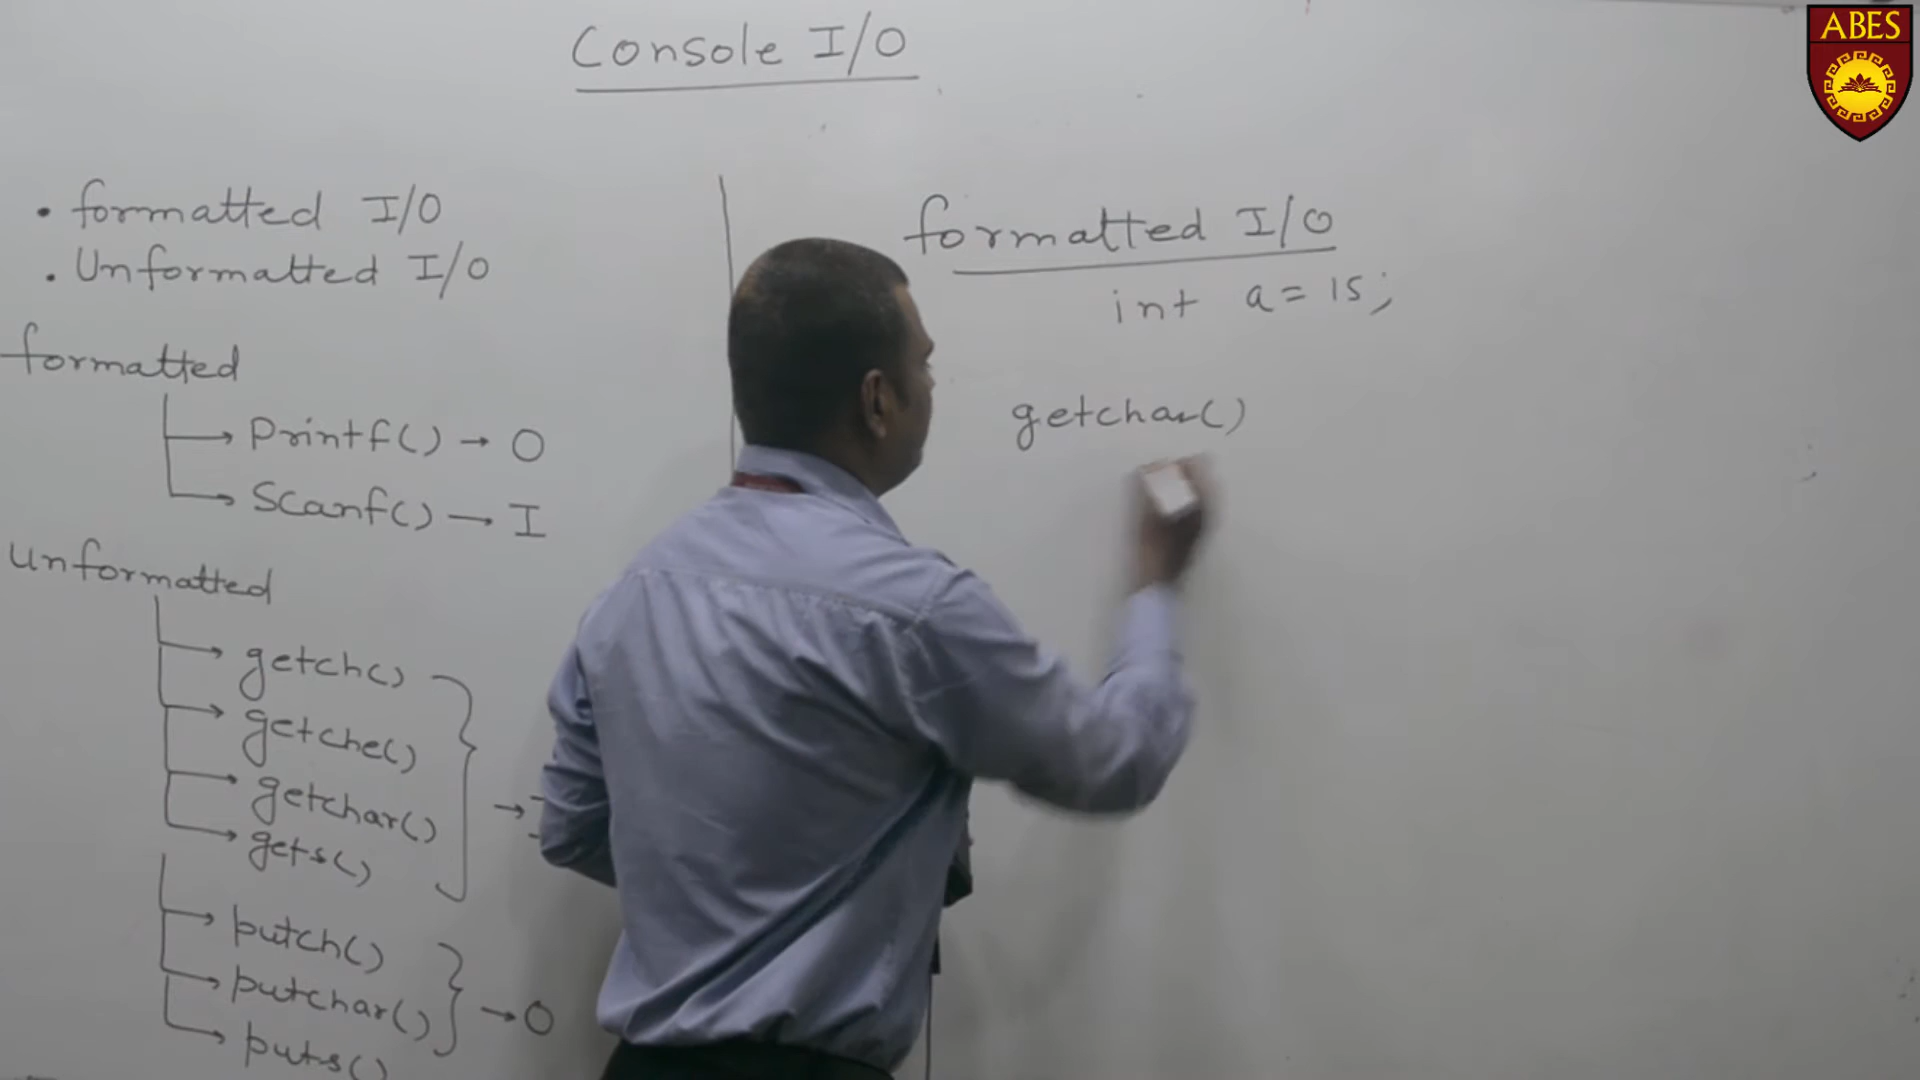 Console I/O
ABES
• formatted I/O
• Unformatted I/O
formatted
→ Printf() → O
→ Scanf() → I
Unformatted
→ getch()
→ getche()
→ getchar()
→ gets()
→
→ putch()
→ putchar()
→ puts()
→ O
formatted I/O
int a = 15;
getchar()